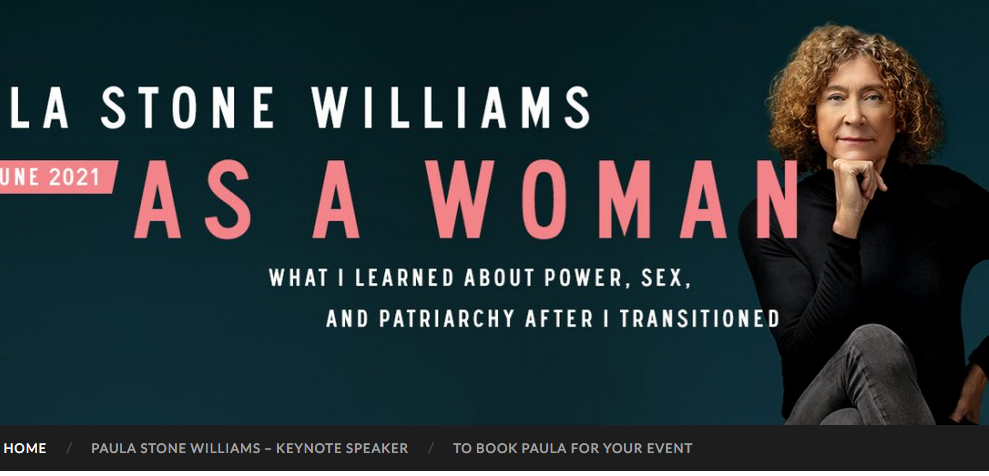 LA STONE WILLIAMS
UNE 2021
AS A WOMAN
WHAT I LEARNED ABOUT POWER, SEX,
AND PATRIARCHY AFTER I TRANSITIONED
HOME / PAULA STONE WILLIAMS – KEYNOTE SPEAKER / TO BOOK PAULA FOR YOUR EVENT